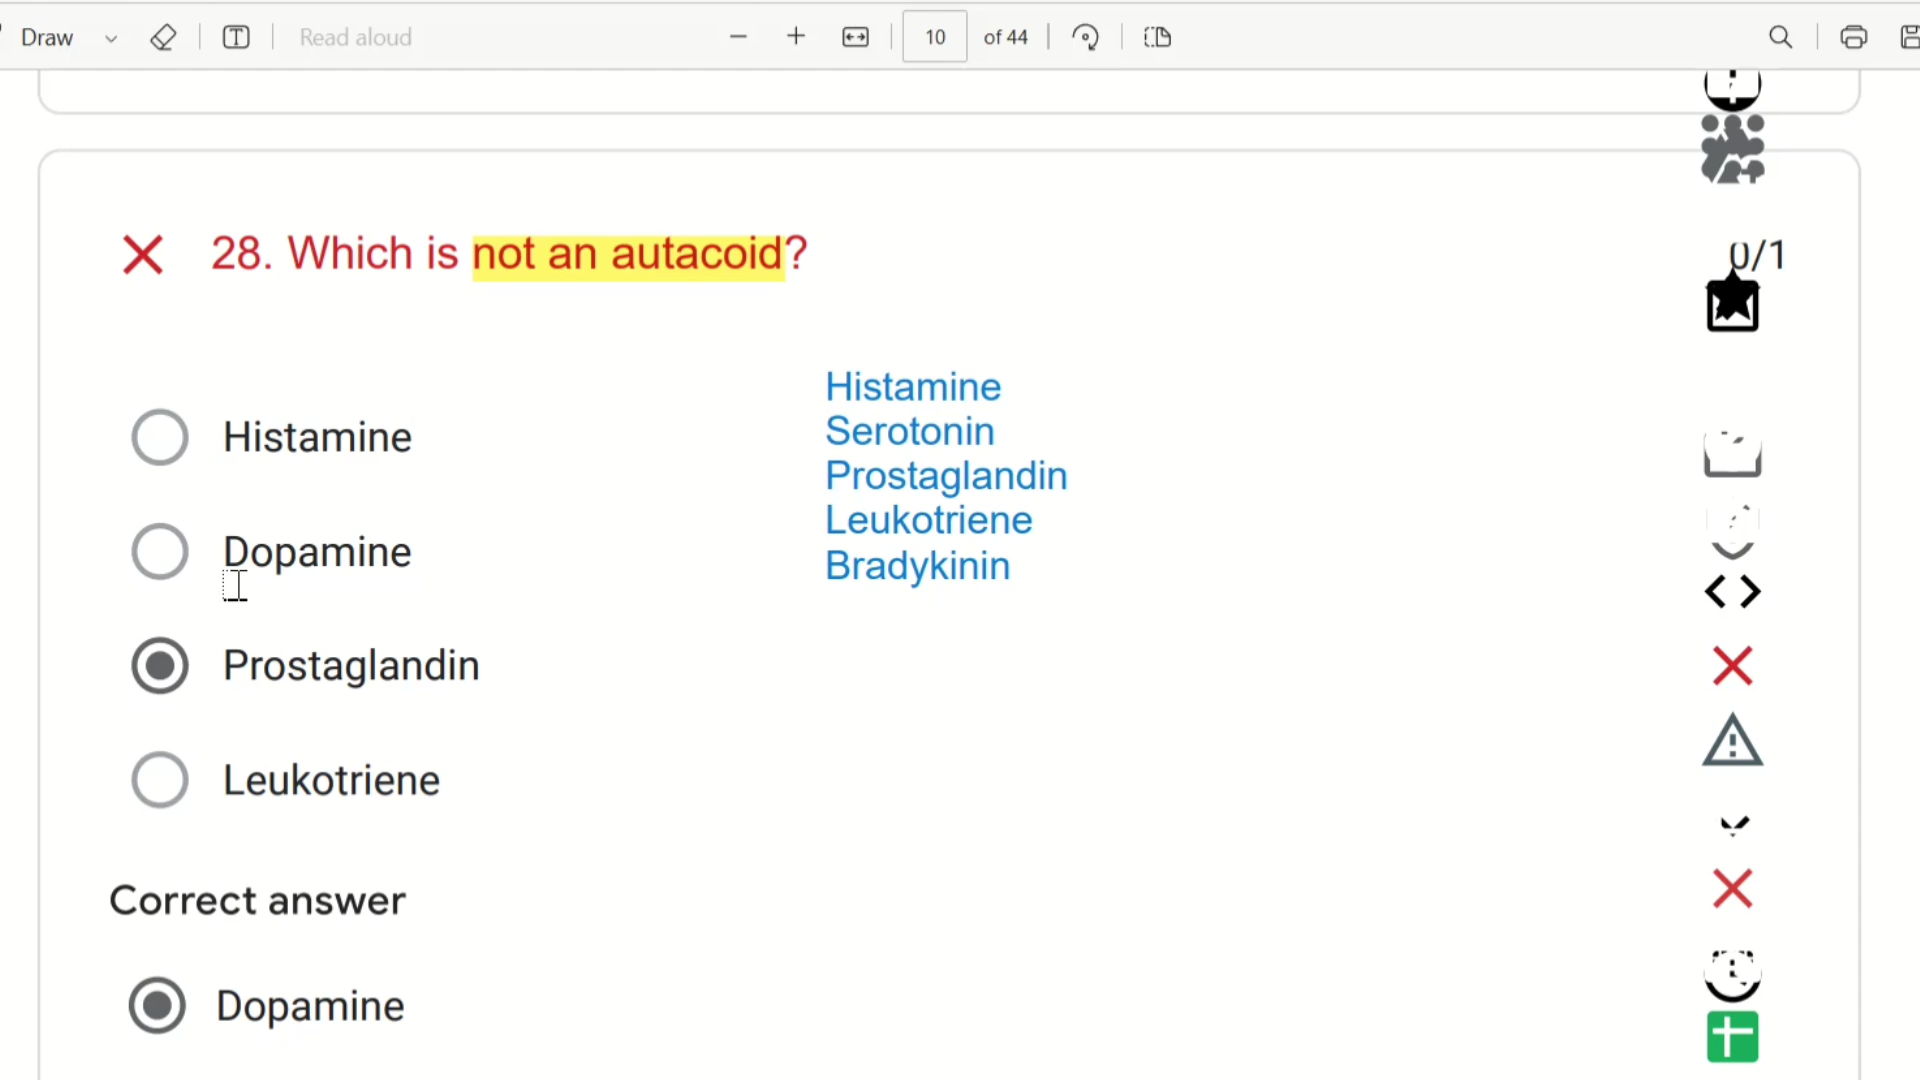 Draw Read aloud 10 of 44
28. Which is not an autacoid? 0/1
Histamine
Dopamine
Prostaglandin
Leukotriene
Histamine
Serotonin
Prostaglandin
Leukotriene
Bradykinin
Correct answer
Dopamine